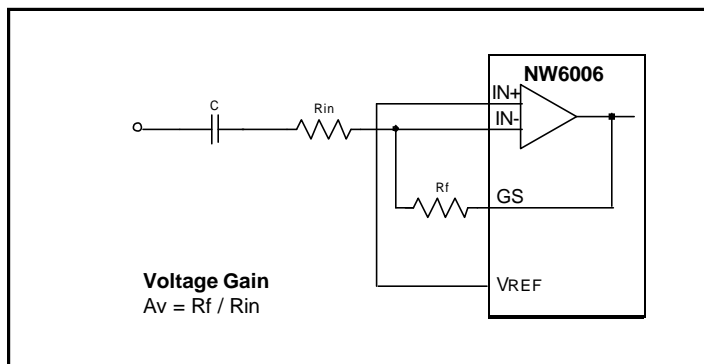 NW6006
C
Rin
IN+
IN-
Rf
GS
VREF
Voltage Gain
Av = Rf / Rin